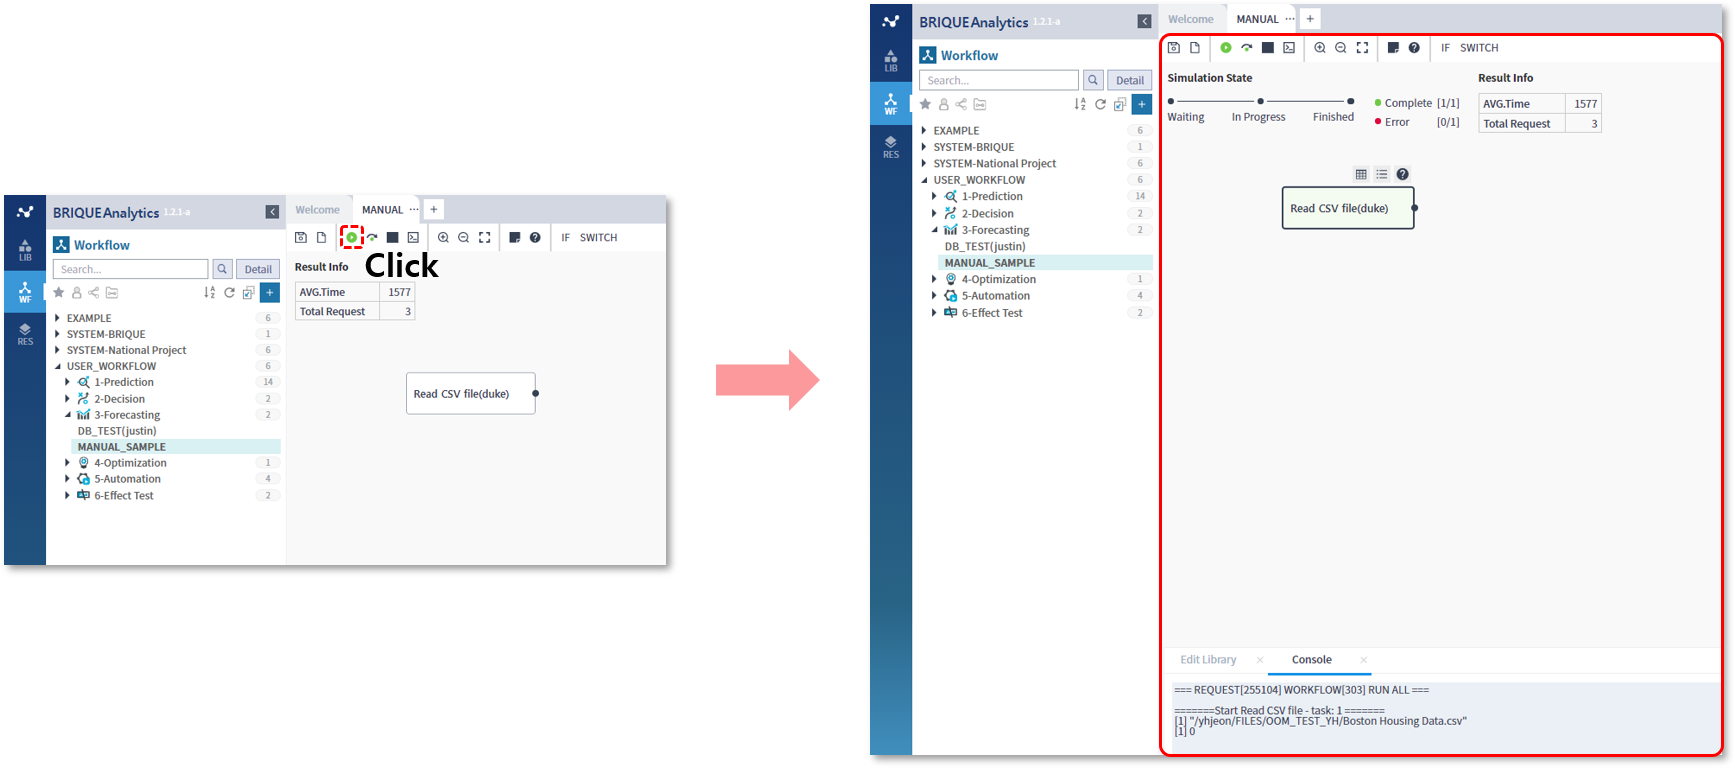 BRIQUE Analytics 1.2.1-a
Welcome MANUAL ... +
LIB
WF
RES
Workflow
Search... Detail
+
EXAMPLE 6
SYSTEM-BRIQUE 1
SYSTEM-National Project 6
USER_WORKFLOW 6
1-Prediction 14
2-Decision 2
3-Forecasting 2
DB_TEST(justin)
MANUAL_SAMPLE
4-Optimization 1
5-Automation 4
6-Effect Test 2
IF SWITCH
Click
Result Info
AVG.Time 1577
Total Request 3
Read CSV file(duke)
BRIQUE Analytics 1.2.1-a
Welcome MANUAL ... +
LIB
WF
RES
Workflow
Search... Detail
+
EXAMPLE 6
SYSTEM-BRIQUE 1
SYSTEM-National Project 6
USER_WORKFLOW 6
1-Prediction 14
2-Decision 2
3-Forecasting 2
DB_TEST(justin)
MANUAL_SAMPLE
4-Optimization 1
5-Automation 4
6-Effect Test 2
IF SWITCH
Simulation State
Waiting In Progress Finished
Complete [1/1]
Error [0/1]
Result Info
AVG.Time 1577
Total Request 3
Read CSV file(duke)
Edit Library × Console ×
=== REQUEST[255104] WORKFLOW[303] RUN ALL ===
=======Start Read CSV file - task: 1 =======
[1] "/yhjeon/FILES/OOM_TEST_YH/Boston Housing Data.csv"
[1] 0